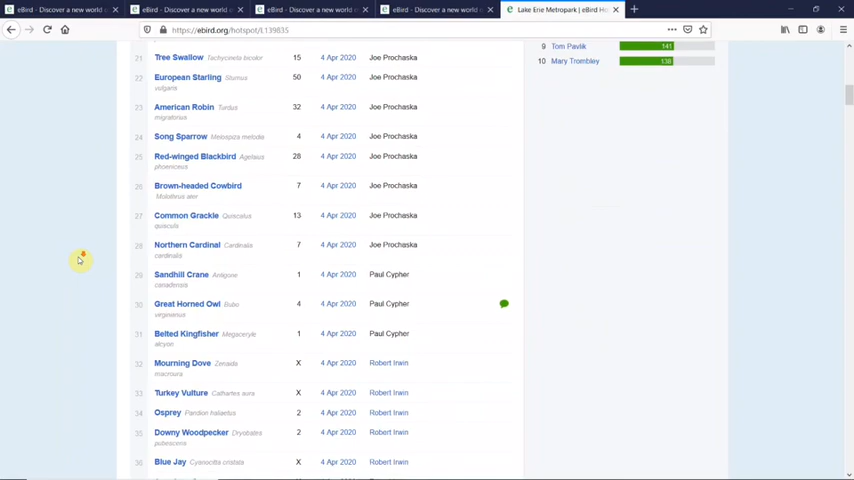 eBird - Discover a new world o
eBird - Discover a new world o
eBird - Discover a new world o
eBird - Discover a new world o
Lake Erie Metropark | eBird Ho
https://ebird.org/hotspot/L139835
21 Tree Swallow Tachycineta bicolor 15 4 Apr 2020 Joe Prochaska
22 European Starling Sturnus vulgaris 50 4 Apr 2020 Joe Prochaska
23 American Robin Turdus migratorius 32 4 Apr 2020 Joe Prochaska
24 Song Sparrow Melospiza melodia 4 4 Apr 2020 Joe Prochaska
25 Red-winged Blackbird Agelaius phoeniceus 28 4 Apr 2020 Joe Prochaska
26 Brown-headed Cowbird Molothrus ater 7 4 Apr 2020 Joe Prochaska
27 Common Grackle Quiscalus quiscula 13 4 Apr 2020 Joe Prochaska
28 Northern Cardinal Cardinalis cardinalis 7 4 Apr 2020 Joe Prochaska
29 Sandhill Crane Antigone canadensis 1 4 Apr 2020 Paul Cypher
30 Great Horned Owl Bubo virginianus 4 4 Apr 2020 Paul Cypher
31 Belted Kingfisher Megaceryle alcyon 1 4 Apr 2020 Paul Cypher
32 Mourning Dove Zenaida macroura X 4 Apr 2020 Robert Irwin
33 Turkey Vulture Cathartes aura X 4 Apr 2020 Robert Irwin
34 Osprey Pandion haliaetus 2 4 Apr 2020 Robert Irwin
35 Downy Woodpecker Dryobates pubescens 2 4 Apr 2020 Robert Irwin
36 Blue Jay Cyanocitta cristata X 4 Apr 2020 Robert Irwin
9 Tom Pavlik 141
10 Mary Trombley 138